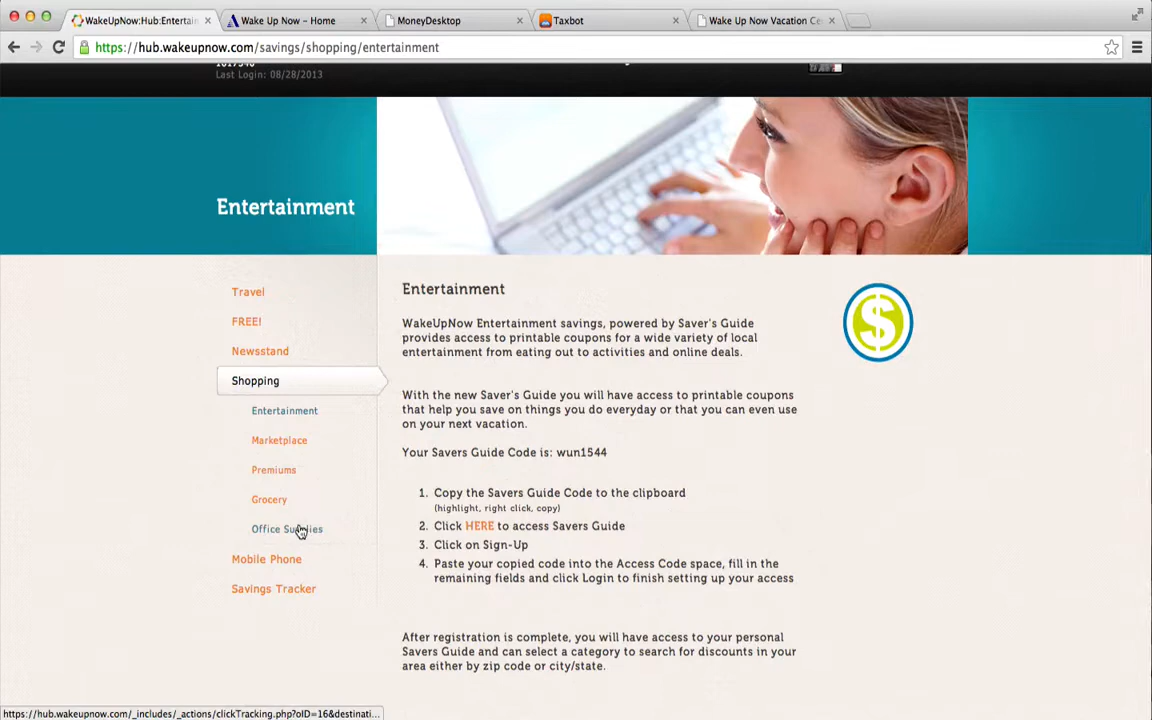 WakeUpNow:Hub:Entertain
Wake Up Now – Home
MoneyDesktop
Taxbot
Wake Up Now Vacation Ce
https://hub.wakeupnow.com/savings/shopping/entertainment
Last Login: 08/28/2013
Entertainment
Travel
FREE!
Newsstand
Shopping
Entertainment
Marketplace
Premiums
Grocery
Office Supplies
Mobile Phone
Savings Tracker
Entertainment
WakeUpNow Entertainment savings, powered by Saver's Guide
provides access to printable coupons for a wide variety of local
entertainment from eating out to activities and online deals.
With the new Saver's Guide you will have access to printable coupons
that help you save on things you do everyday or that you can even use
on your next vacation.
Your Savers Guide Code is: wun1544
1. Copy the Savers Guide Code to the clipboard
(highlight, right click, copy)
2. Click HERE to access Savers Guide
3. Click on Sign-Up
4. Paste your copied code into the Access Code space, fill in the
remaining fields and click Login to finish setting up your access
After registration is complete, you will have access to your personal
Savers Guide and can select a category to search for discounts in your
area either by zip code or city/state.
$
https://hub.wakeupnow.com/_includes/_actions/clickTracking.php?oID=16&destinati...